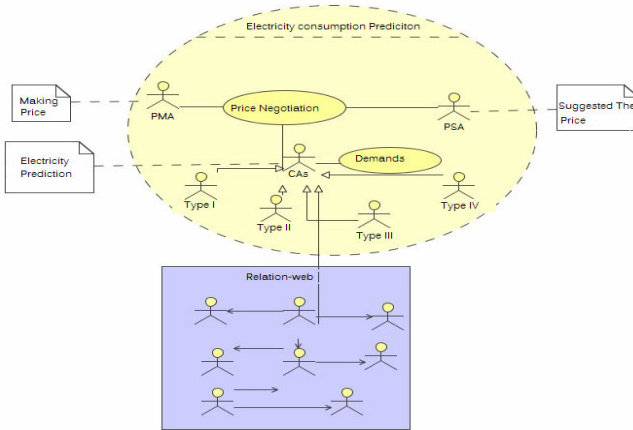 Electricity consumption Prediciton
Making
Price
PMA
Price Negotiation
PSA
Suggested The
Price
Electricity
Prediction
CAs
Demands
Type I
Type II
Type III
Type IV
Relation-web